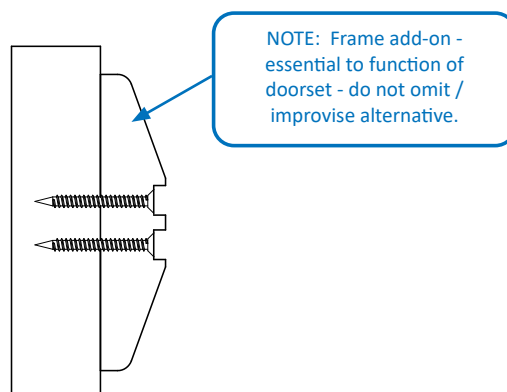 NOTE:  Frame add-on -
essential to function of
doorset - do not omit /
improvise alternative.